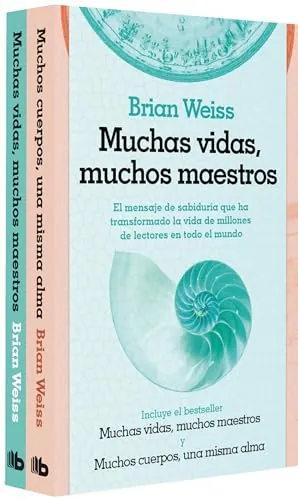 Muchas vidas, muchos maestros Brian Weiss
Muchos cuerpos, una misma alma Brian Weiss
b
b
Brian Weiss
Muchas vidas,
muchos maestros
El mensaje de sabiduría que ha
transformado la vida de millones
de lectores en todo el mundo
Incluye el bestseller
Muchas vidas, muchos maestros
y
Muchos cuerpos, una misma alma